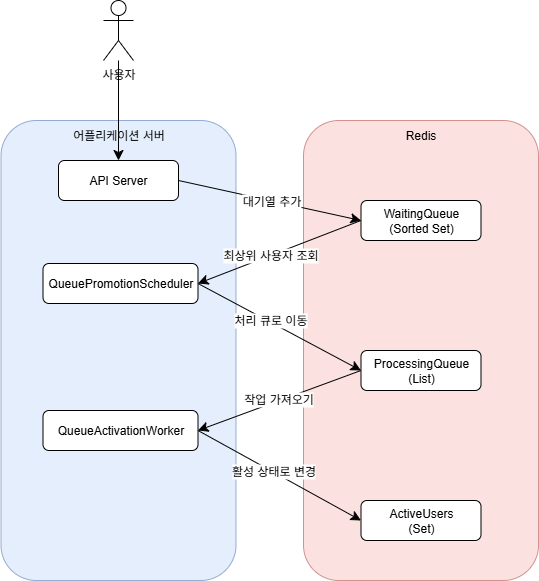 사용자
어플리케이션 서버
Redis
API Server
대기열 추가
WaitingQueue
(Sorted Set)
최상위 사용자 조회
QueuePromotionScheduler
처리 큐로 이동
ProcessingQueue
(List)
작업 가져오기
QueueActivationWorker
활성 상태로 변경
ActiveUsers
(Set)